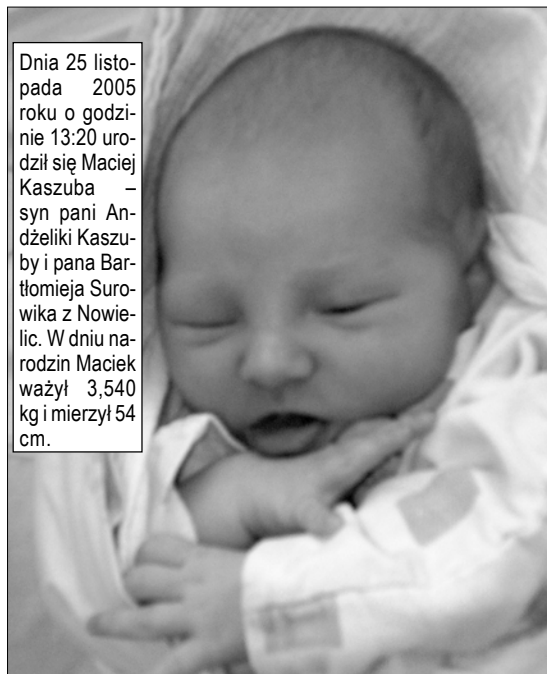 Dnia 25 listo-
pada 2005
roku o godzi-
nie 13:20 uro-
dził się Maciej
Kaszuba –
syn pani An-
dżeliki Kaszu-
by i pana Bar-
tłomieja Suro-
wika z Nowie-
lic. W dniu na-
rodzin Maciek
ważył 3,540
kg i mierzył 54
cm.